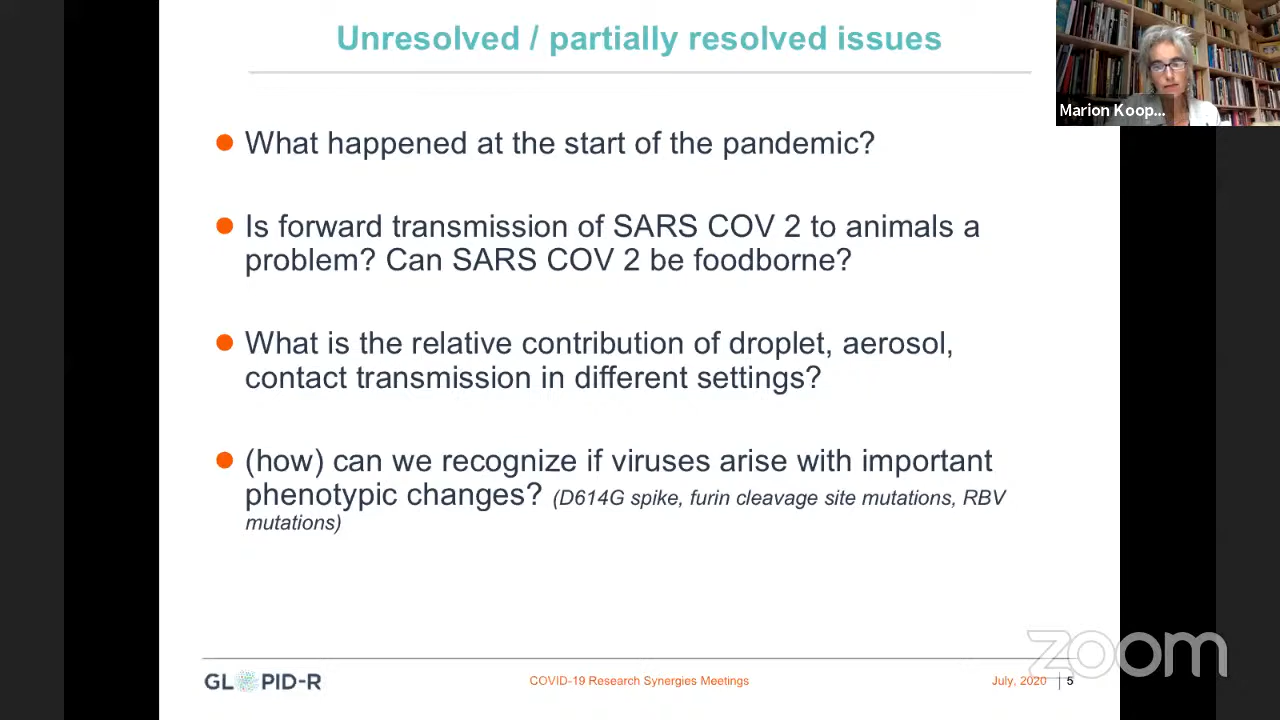 Unresolved / partially resolved issues
Marion Koop...
What happened at the start of the pandemic?
Is forward transmission of SARS COV 2 to animals a
problem? Can SARS COV 2 be foodborne?
What is the relative contribution of droplet, aerosol,
contact transmission in different settings?
(how) can we recognize if viruses arise with important
phenotypic changes? (D614G spike, furin cleavage site mutations, RBV
mutations)
zoom
GLOPID-R
COVID-19 Research Synergies Meetings
July, 2020 | 5